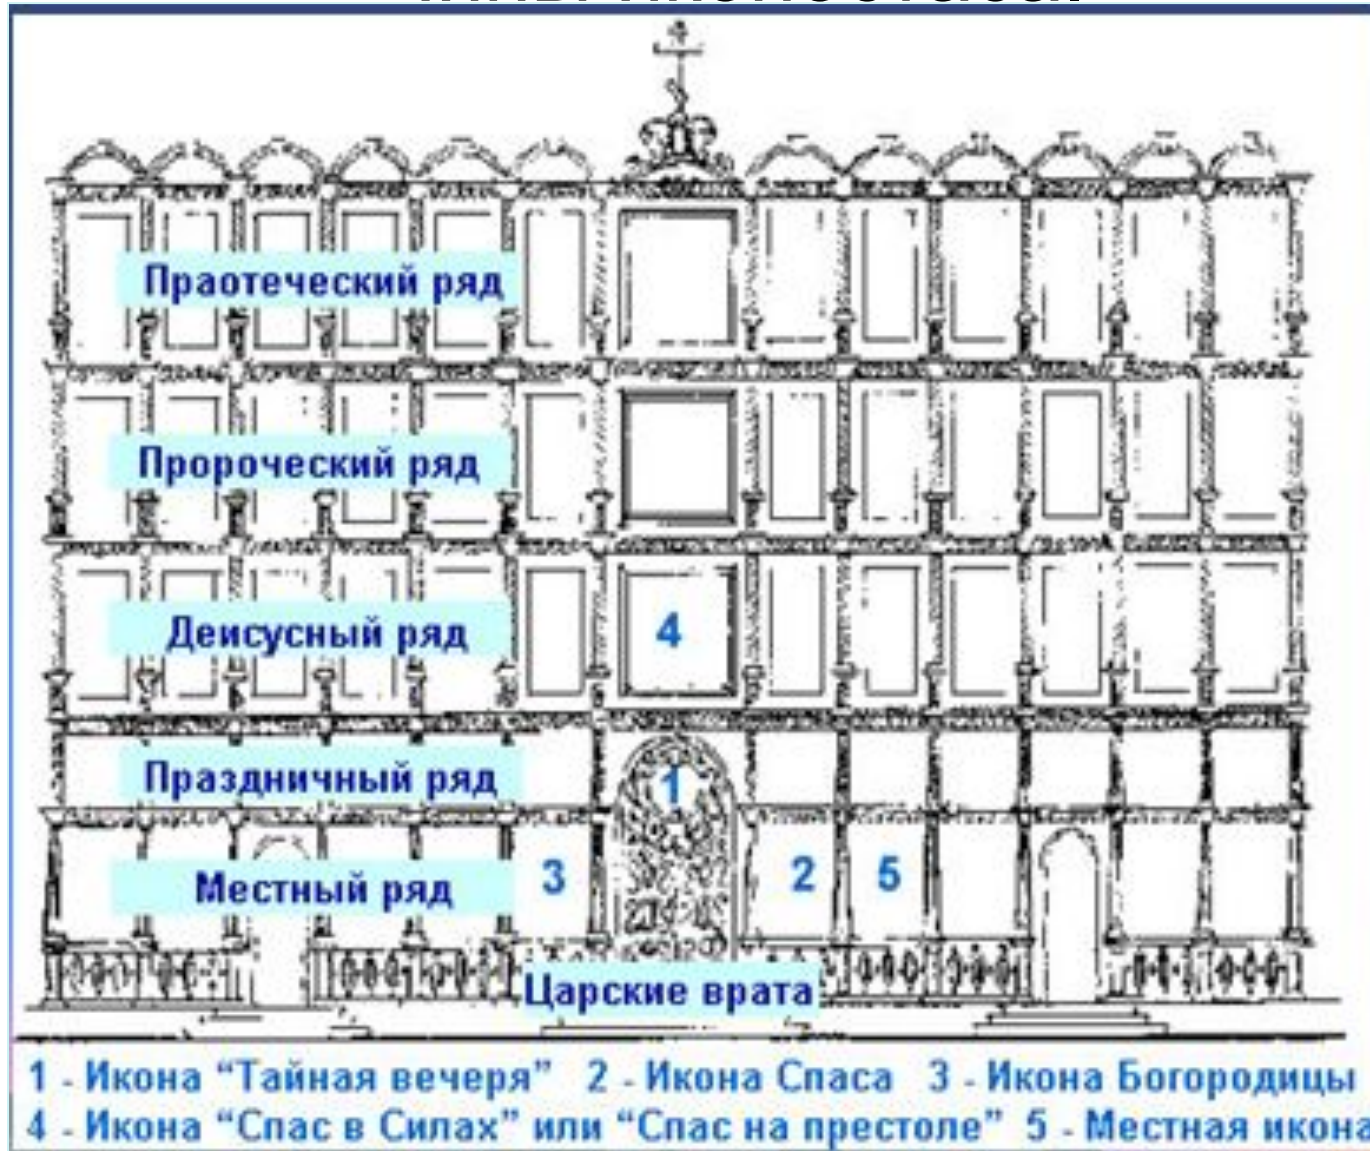 Праотеческий ряд
Пророческий ряд
Деисусный ряд
4
Праздничный ряд
1
Местный ряд
3
2
5
Царские врата
1 - Икона “Тайная вечеря” 2 - Икона Спаса 3 - Икона Богородицы
4 - Икона “Спас в Силах” или “Спас на престоле” 5 - Местная икона